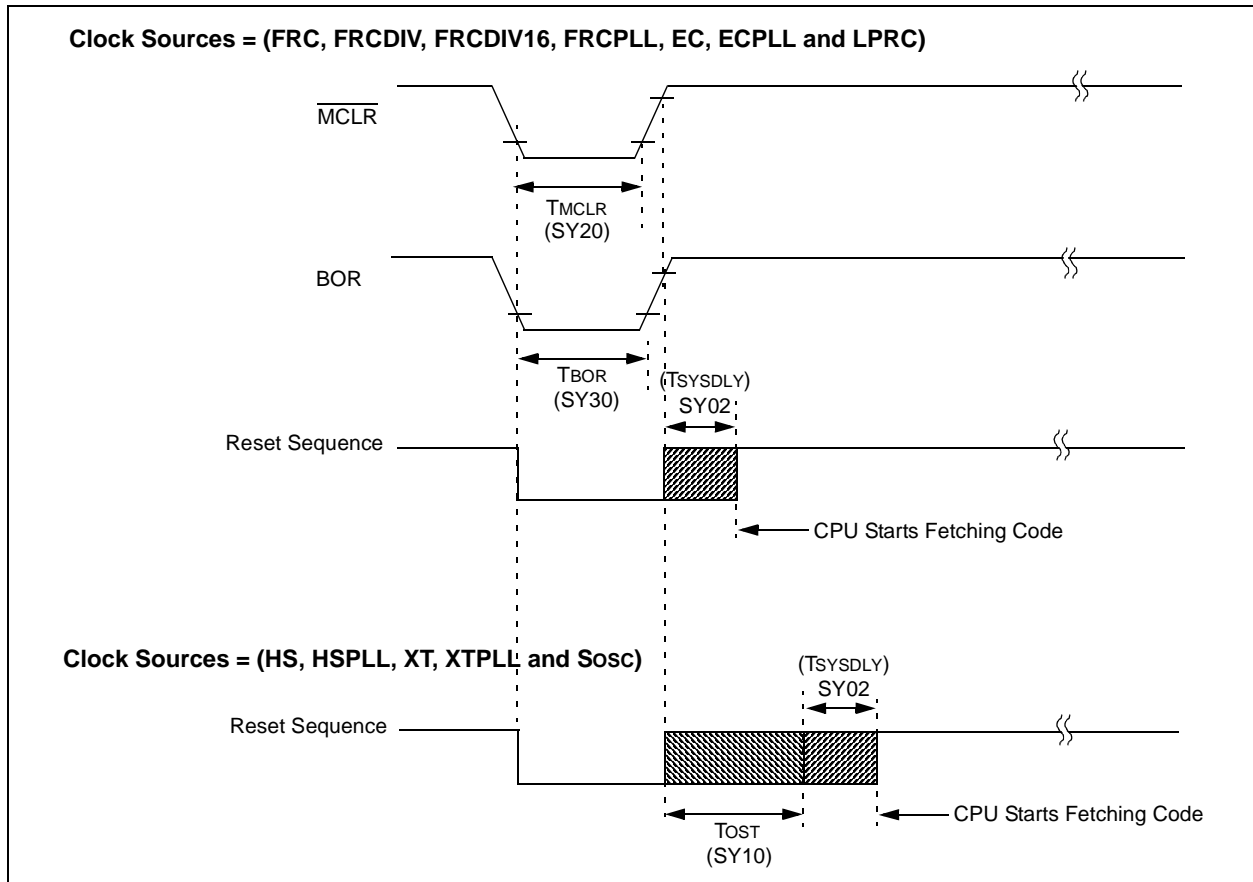 Clock Sources = (FRC, FRCDIV, FRCDIV16, FRCPLL, EC, ECPLL and LPRC)
MCLR
TMCLR
(SY20)
BOR
TBOR
(SY30)
(TSYSDLY)
SY02
Reset Sequence
CPU Starts Fetching Code
Clock Sources = (HS, HSPLL, XT, XTPLL and SOSC)
(TSYSDLY)
SY02
Reset Sequence
CPU Starts Fetching Code
TOST
(SY10)